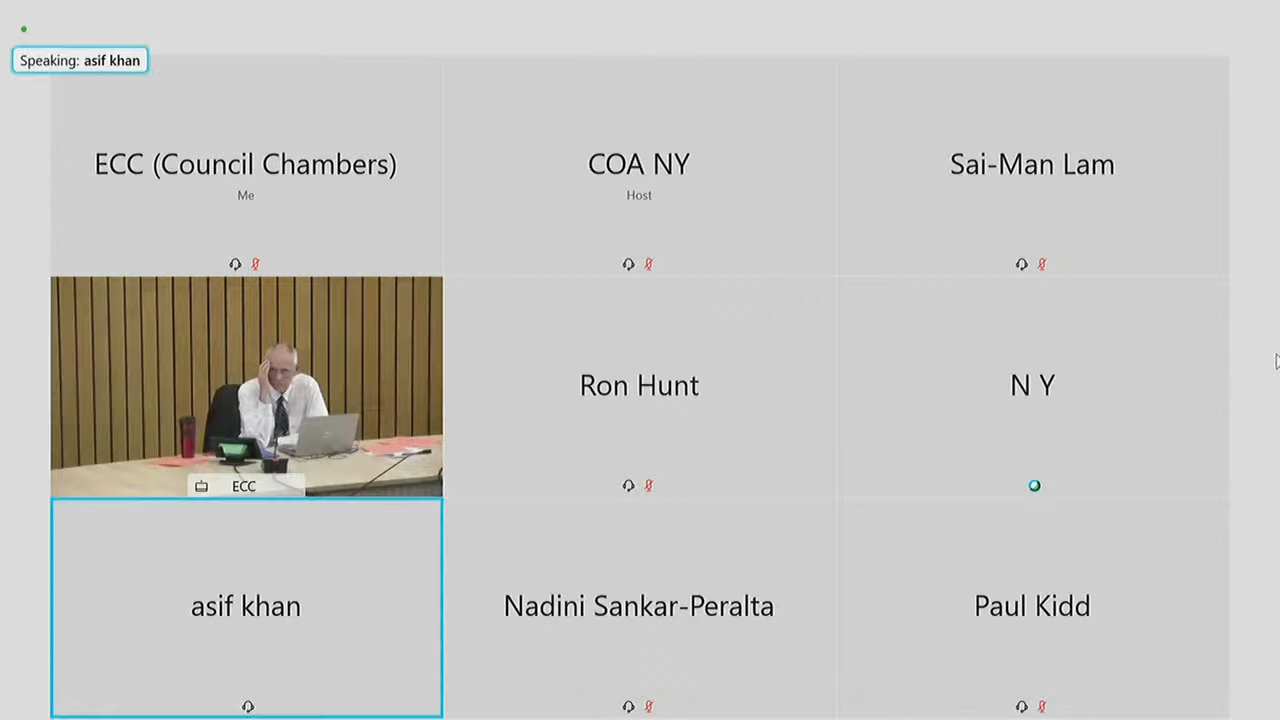 Speaking: asif khan
ECC (Council Chambers)
Me
COA NY
Host
Sai-Man Lam
ECC
Ron Hunt
N Y
asif khan
Nadini Sankar-Peralta
Paul Kidd